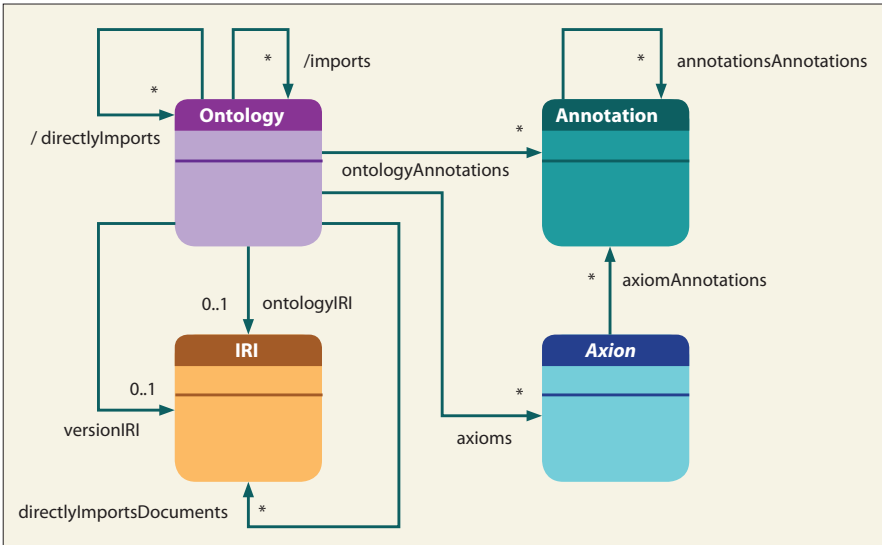 * * /imports * annotationsAnnotations
Ontology Annotation
/ directlyImports * ontologyAnnotations
* axiomAnnotations
0..1 ontologyIRI
IRI Axion
0..1 *
versionIRI axioms
directlyImportsDocuments *